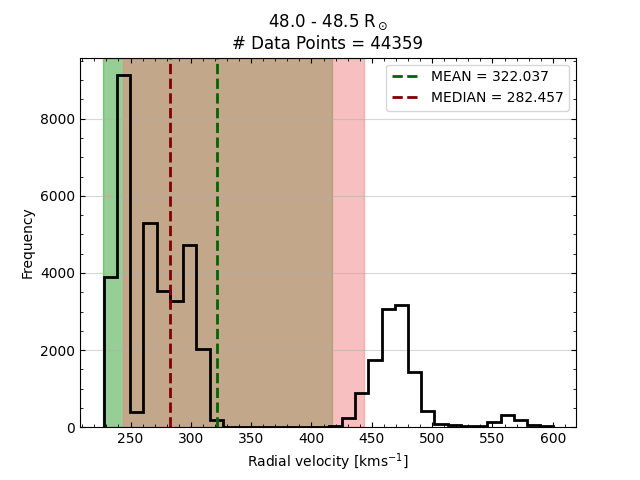 48.0 - 48.5 R⊙
# Data Points = 44359
MEAN = 322.037
MEDIAN = 282.457
Frequency
8000
6000
4000
2000
0
250 300 350 400 450 500 550 600
Radial velocity [kms⁻¹]